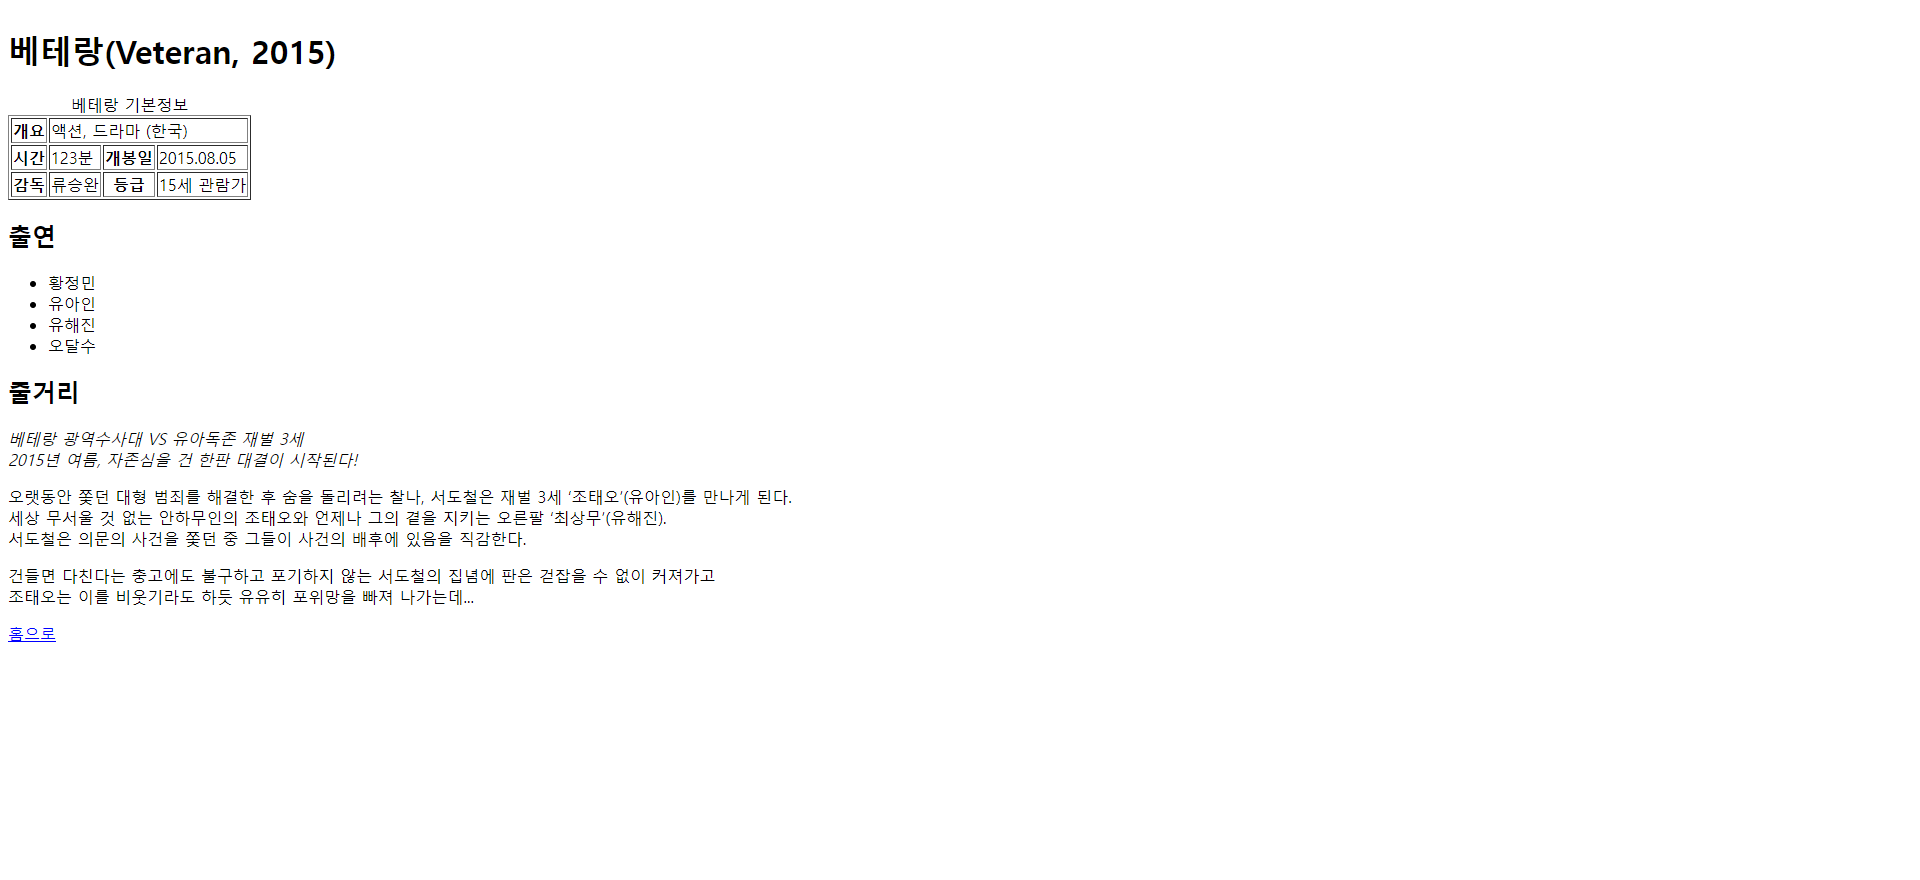 베테랑(Veteran, 2015)
베테랑 기본정보
개요 액션, 드라마 (한국)
시간 123분 개봉일 2015.08.05
감독 류승완 등급 15세 관람가
출연
황정민
유아인
유해진
오달수
줄거리
베테랑 광역수사대 VS 유아독존 재벌 3세
2015년 여름, 자존심을 건 한판 대결이 시작된다!
오랫동안 쫓던 대형 범죄를 해결한 후 숨을 돌리려는 찰나, 서도철은 재벌 3세 ‘조태오’(유아인)를 만나게 된다.
세상 무서울 것 없는 안하무인의 조태오와 언제나 그의 곁을 지키는 오른팔 ‘최상무’(유해진).
서도철은 의문의 사건을 쫓던 중 그들이 사건의 배후에 있음을 직감한다.
건들면 다친다는 충고에도 불구하고 포기하지 않는 서도철의 집념에 판은 걷잡을 수 없이 커져가고
조태오는 이를 비웃기라도 하듯 유유히 포위망을 빠져 나가는데...
홈으로